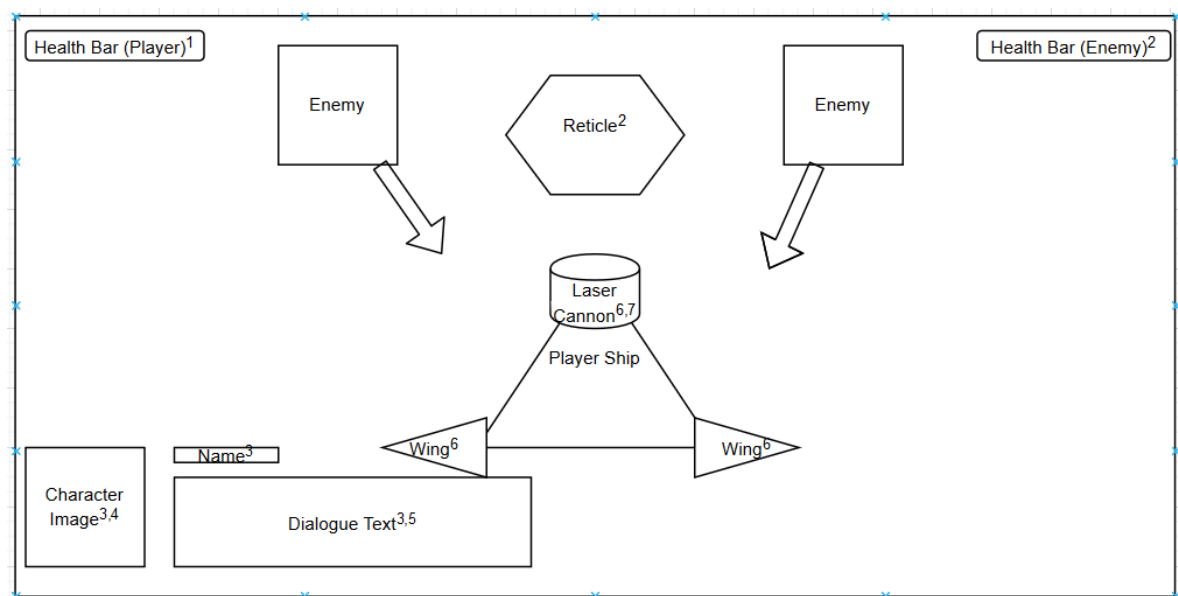 Health Bar (Player)1
Health Bar (Enemy)2
Enemy
Reticle2
Enemy
Laser
Cannon6,7
Player Ship
Wing6
Wing6
Name3
Character
Image3,4
Dialogue Text3,5